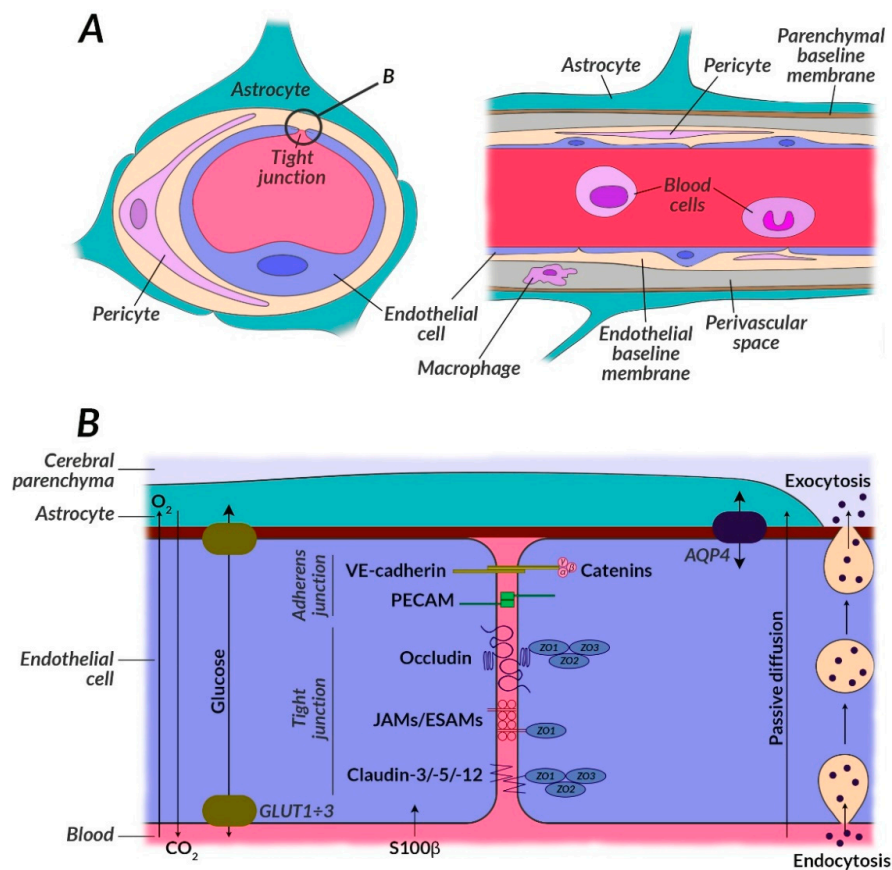 A
B
Astrocyte
Tight
junction
Pericyte
Endothelial
cell
Astrocyte
Pericyte
Parenchymal
baseline
membrane
Blood
cells
Macrophage
Endothelial
baseline
membrane
Perivascular
space
B
Cerebral
parenchyma
Astrocyte
Endothelial
cell
Blood
O₂
CO₂
Glucose
GLUT1÷3
Adherens
junction
VE-cadherin
γ β
α
Catenins
PECAM
Tight
junction
Occludin
ZO1 ZO3
ZO2
JAMs/ESAMs
ZO1
Claudin-3/-5/-12
ZO1 ZO3
ZO2
S100β
AQP4
Passive diffusion
Exocytosis
Endocytosis